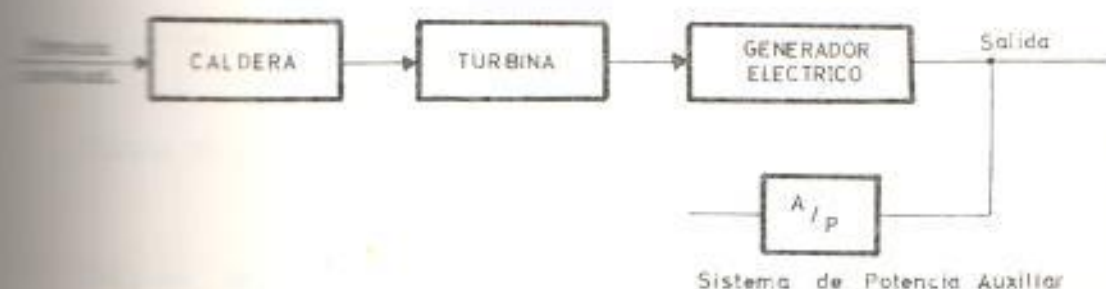 CALDERA
TURBINA
GENERADOR
ELECTRICO
Salida
A/P
Sistema de Potencia Auxiliar